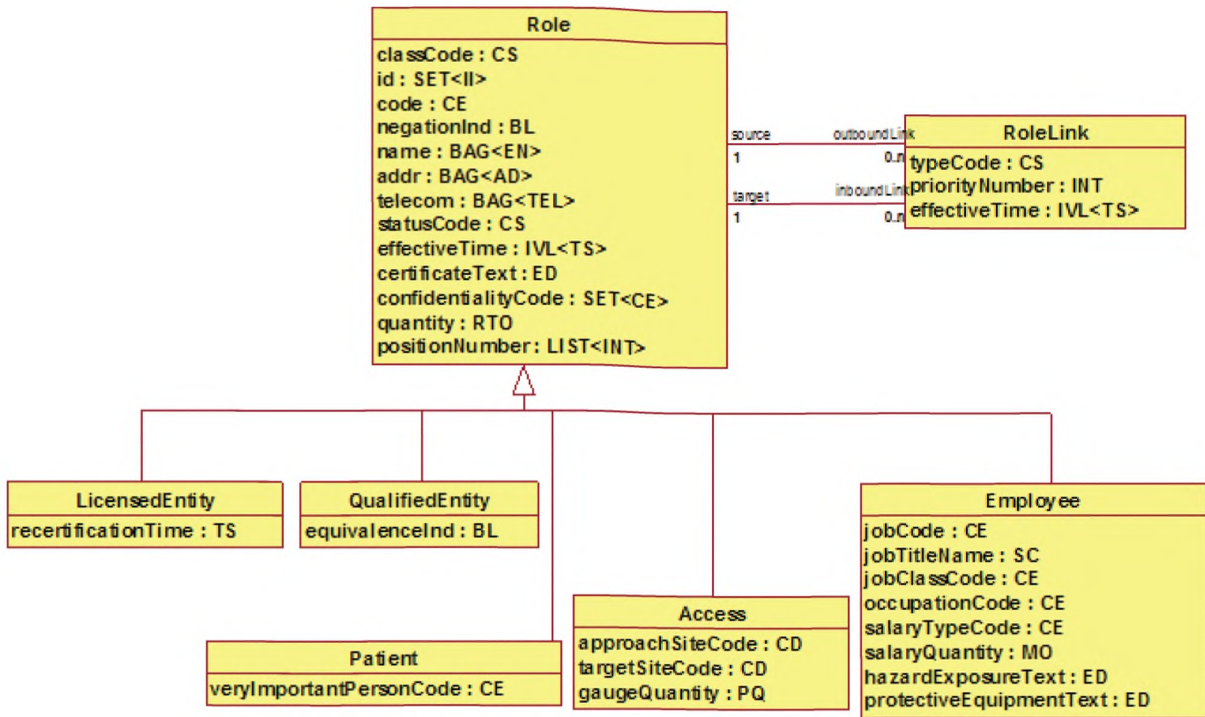 Role
classCode : CS
id : SET<II>
code : CE
negationInd : BL
name : BAG<EN>
addr : BAG<AD>
telecom : BAG<TEL>
statusCode : CS
effectiveTime : IVL<TS>
certificateText : ED
confidentialityCode : SET<CE>
quantity : RTO
positionNumber : LIST<INT>
source
outboundLink
1
0..n
target
inboundLink
1
0..n
RoleLink
typeCode : CS
priorityNumber : INT
effectiveTime : IVL<TS>
LicensedEntity
recertificationTime : TS
QualifiedEntity
equivalenceInd : BL
Patient
veryImportantPersonCode : CE
Access
approachSiteCode : CD
targetSiteCode : CD
gaugeQuantity : PQ
Employee
jobCode : CE
jobTitleName : SC
jobClassCode : CE
occupationCode : CE
salaryTypeCode : CE
salaryQuantity : MO
hazardExposureText : ED
protectiveEquipmentText : ED